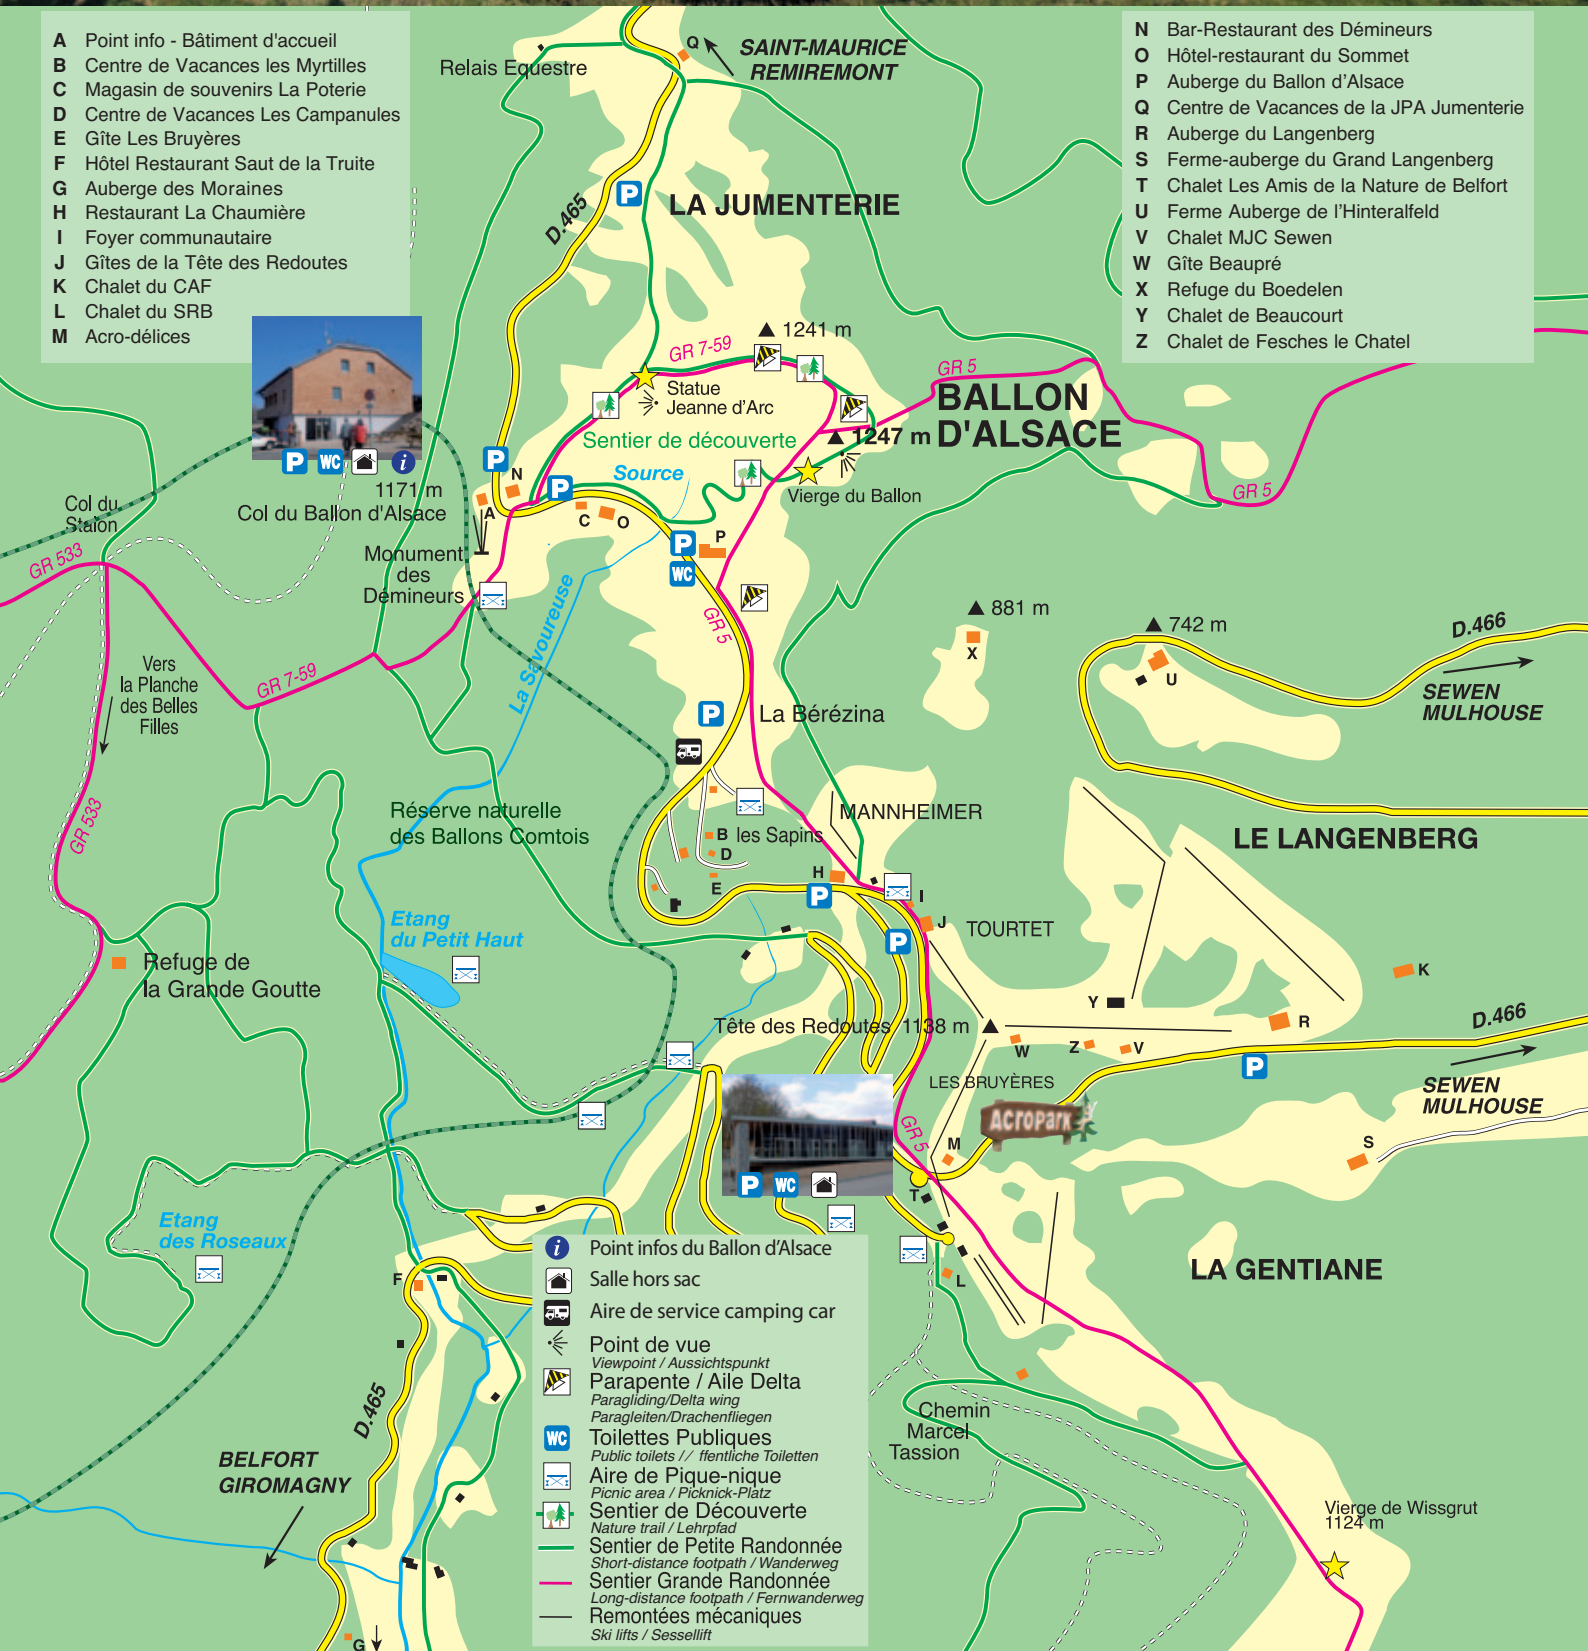 A Point info - Bâtiment d'accueil
B Centre de Vacances les Myrtilles
C Magasin de souvenirs La Poterie
D Centre de Vacances Les Campanules
E Gîte Les Bruyères
F Hôtel Restaurant Saut de la Truite
G Auberge des Moraines
H Restaurant La Chaumière
I Foyer communautaire
J Gîtes de la Tête des Redoutes
K Chalet du CAF
L Chalet du SRB
M Acro-délices
N Bar-Restaurant des Démineurs
O Hôtel-restaurant du Sommet
P Auberge du Ballon d'Alsace
Q Centre de Vacances de la JPA Jumenterie
R Auberge du Langenberg
S Ferme-auberge du Grand Langenberg
T Chalet Les Amis de la Nature de Belfort
U Ferme Auberge de l'Hinteralfeld
V Chalet MJC Sewen
W Gîte Beaupré
X Refuge du Boedelen
Y Chalet de Beaucourt
Z Chalet de Fesches le Chatel
Q
SAINT-MAURICE
REMIREMONT
Relais Equestre
P
LA JUMENTERIE
D.465
1241 m
GR 7-59
Statue
Jeanne d'Arc
Sentier de découverte
GR 5
BALLON
D'ALSACE
1247 m
GR 5
Source
Vierge du Ballon
P WC i
1171 m
Col du Ballon d'Alsace
P
N
A
P
C
O
P
P
WC
Col du
Stalon
GR 533
Monument
des
Démineurs
La Savoureuse
GR 5
881 m
X
742 m
U
D.466
SEWEN
MULHOUSE
Vers
la Planche
des Belles
Filles
GR 7-59
P
La Bérézina
GR 533
Réserve naturelle
des Ballons Comtois
MANNHEIMER
B
les Sapins
D
E
H
P
I
J
P
TOURTET
LE LANGENBERG
Etang
du Petit Haut
Refuge de
la Grande Goutte
K
Y
R
Tête des Redoutes 1138 m
W
Z
V
D.466
P
LES BRUYÈRES
SEWEN
MULHOUSE
ACROPARK
GR 5
M
S
P WC
T
Etang
des Roseaux
LA GENTIANE
F
L
D.465
BELFORT
GIROMAGNY
Chemin
Marcel
Tassion
Vierge de Wissgrut
1124 m
G
i Point infos du Ballon d'Alsace
Salle hors sac
Aire de service camping car
Point de vue
Viewpoint / Aussichtspunkt
Parapente / Aile Delta
Paragliding/Delta wing
Paragleiten/Drachenfliegen
WC Toilettes Publiques
Public toilets // ffentliche Toiletten
Aire de Pique-nique
Picnic area / Picknick-Platz
Sentier de Découverte
Nature trail / Lehrpfad
Sentier de Petite Randonnée
Short-distance footpath / Wanderweg
Sentier Grande Randonnée
Long-distance footpath / Fernwanderweg
Remontées mécaniques
Ski lifts / Sessellift